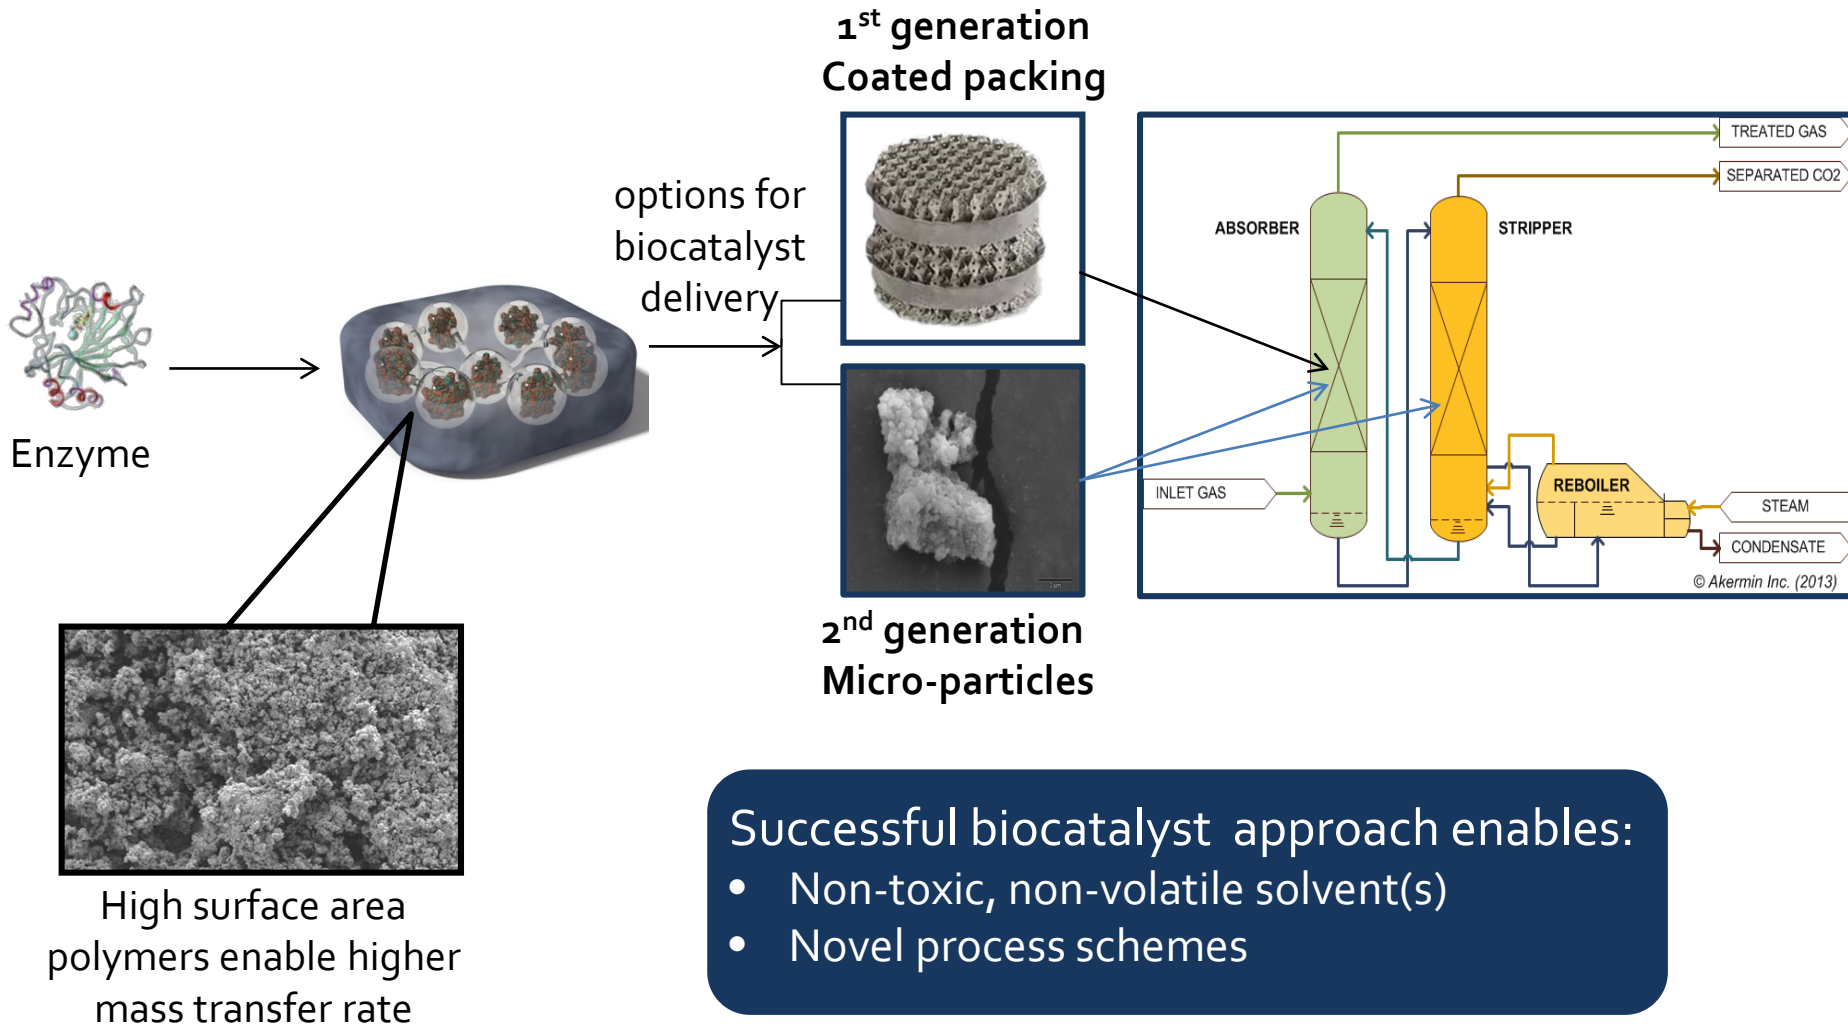 1st generation
Coated packing
options for
biocatalyst
delivery
Enzyme
2nd generation
Micro-particles
High surface area
polymers enable higher
mass transfer rate
TREATED GAS
SEPARATED CO2
ABSORBER
STRIPPER
INLET GAS
REBOILER
STEAM
CONDENSATE
© Akermin Inc. (2013)
Successful biocatalyst approach enables:
• Non-toxic, non-volatile solvent(s)
• Novel process schemes